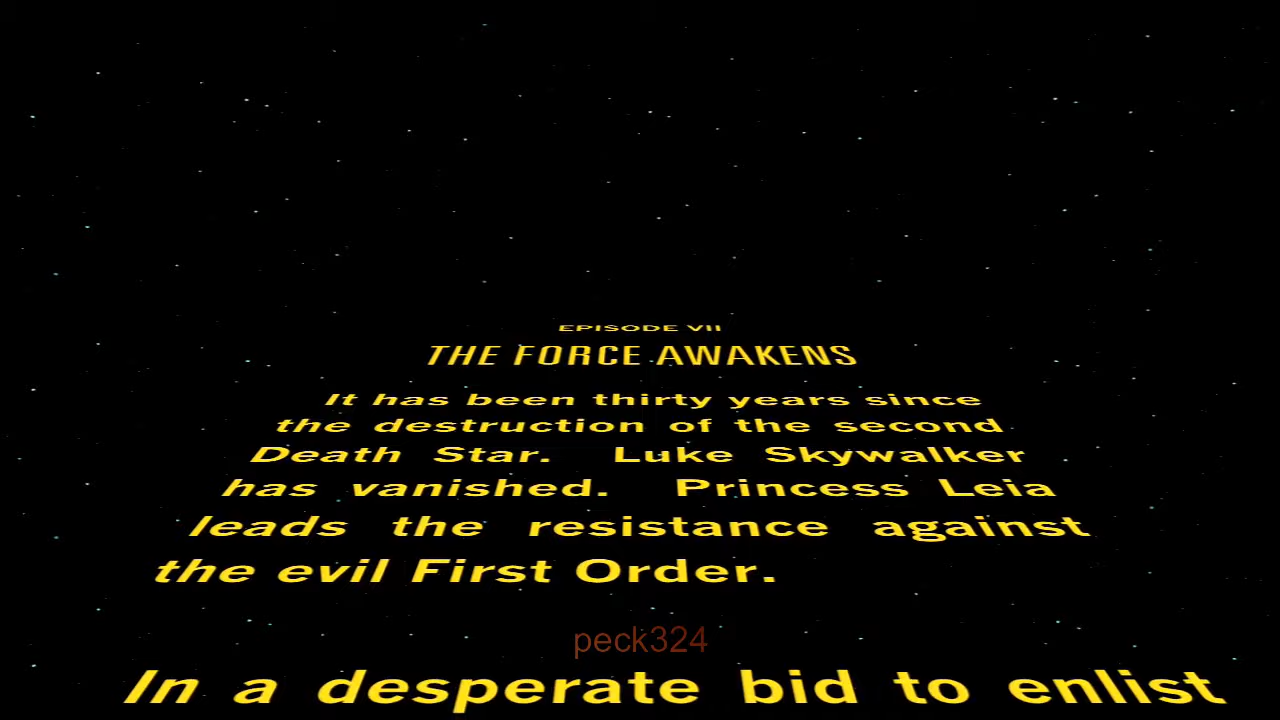 EPISODE VII
THE FORCE AWAKENS
It has been thirty years since
the destruction of the second
Death Star. Luke Skywalker
has vanished. Princess Leia
leads the resistance against
the evil First Order.
peck324
In a desperate bid to enlist